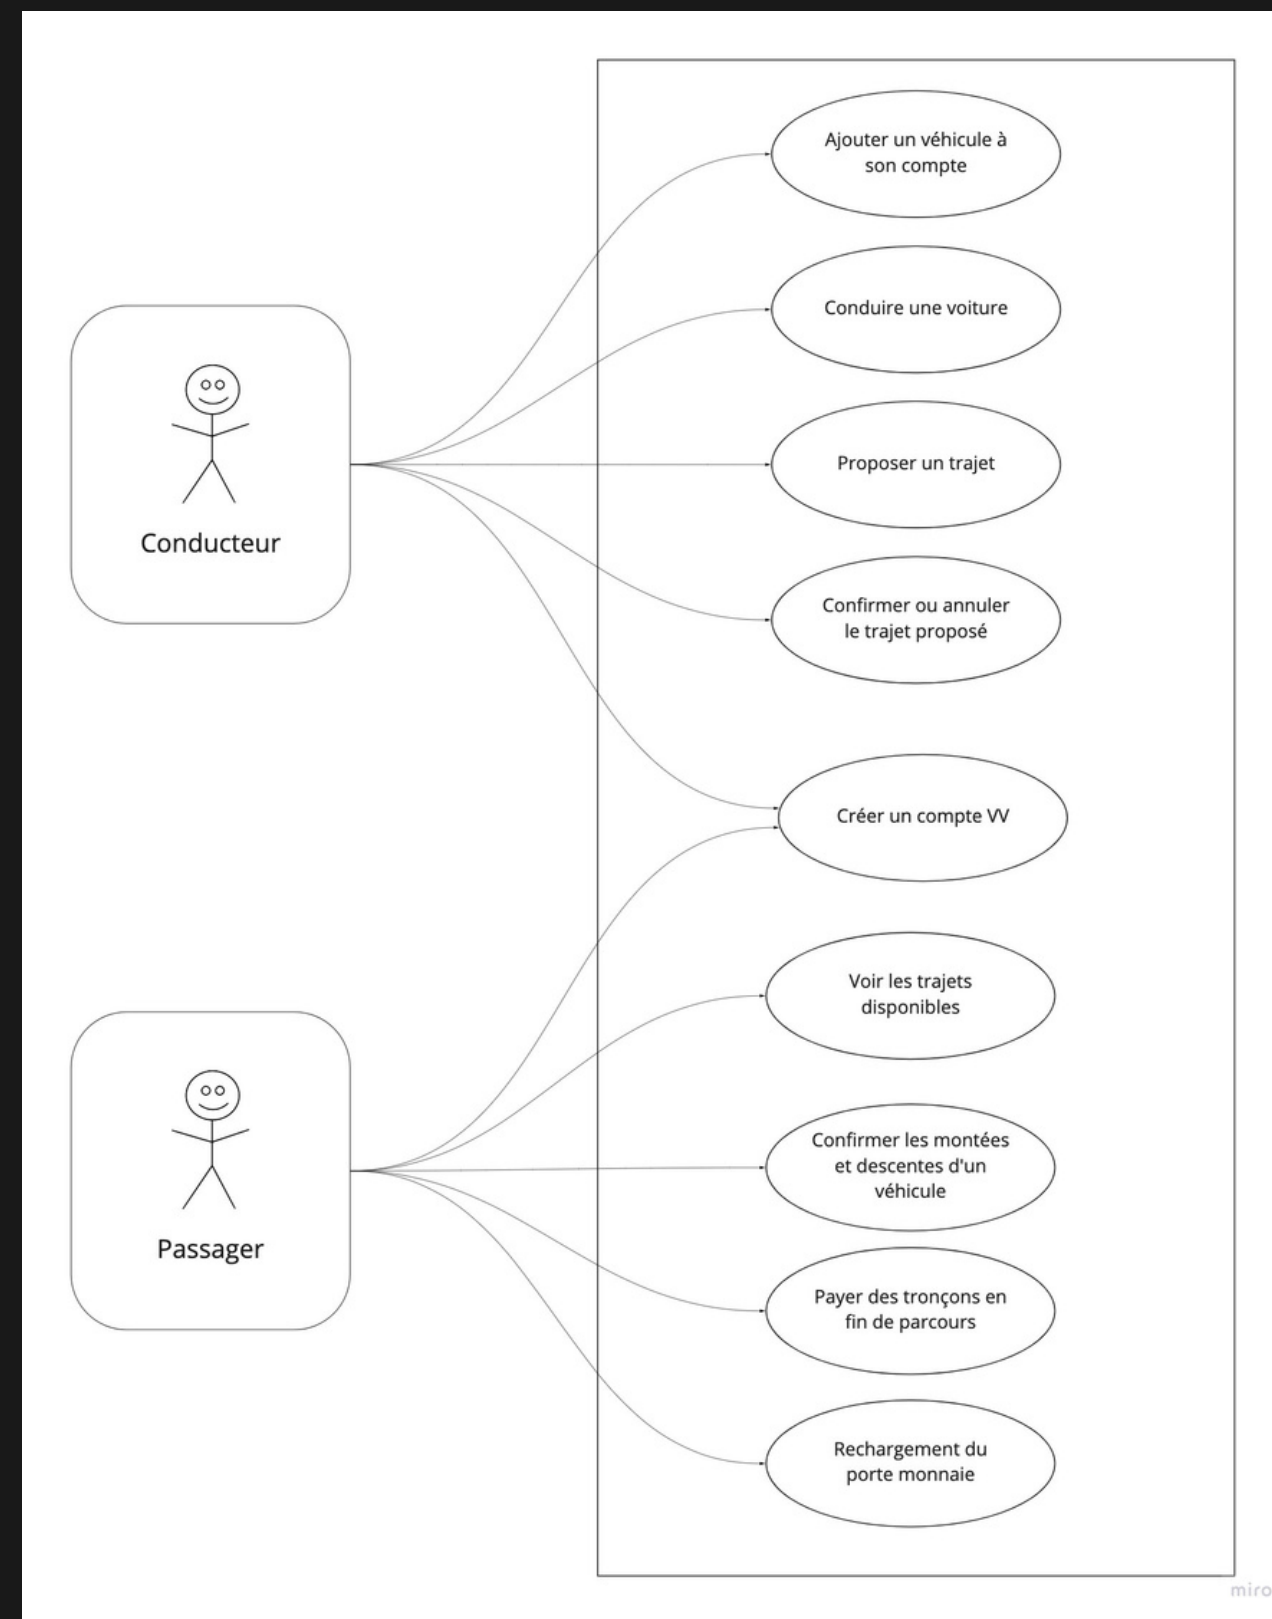 Ajouter un véhicule à
son compte
Conduire une voiture
Proposer un trajet
Conducteur
Confirmer ou annuler
le trajet proposé
Créer un compte VV
Voir les trajets
disponibles
Confirmer les montées
et descentes d'un
véhicule
Passager
Payer des tronçons en
fin de parcours
Rechargement du
porte monnaie
miro